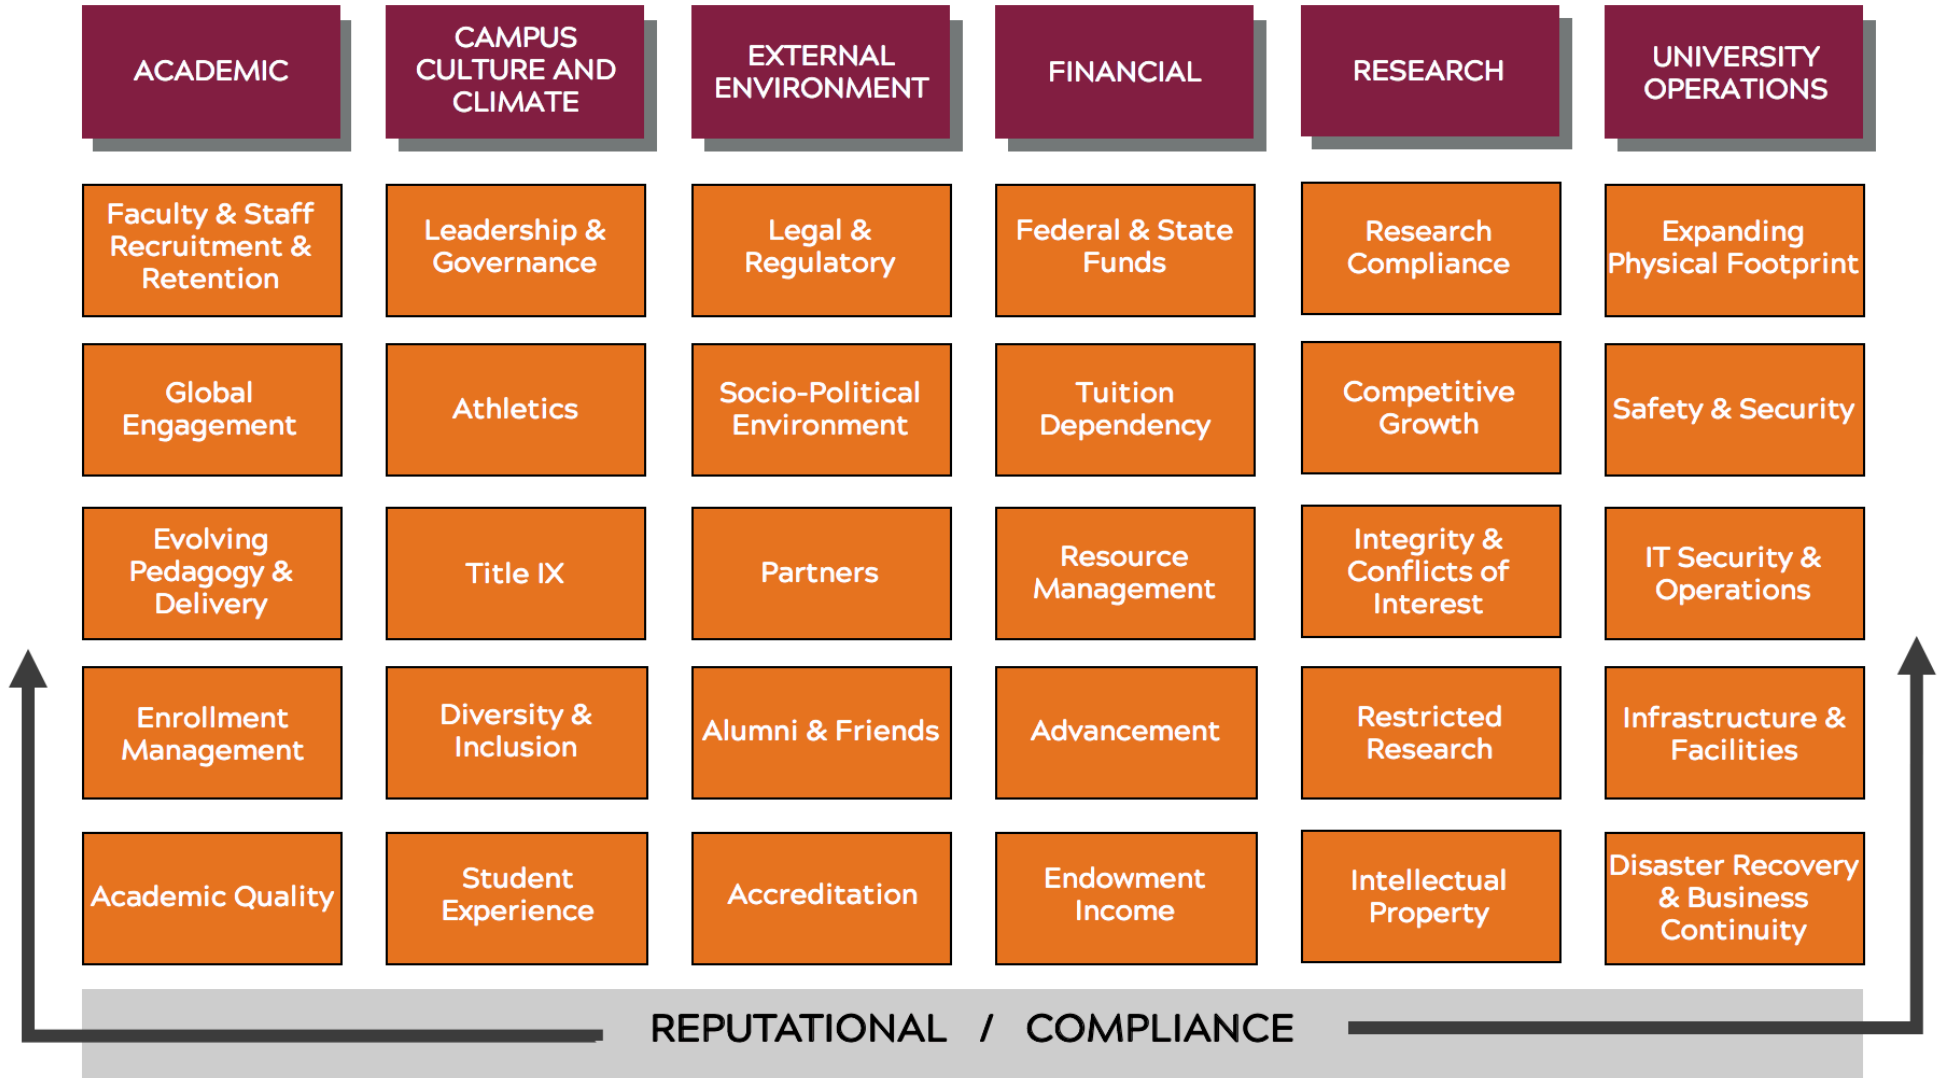 ACADEMIC
CAMPUS
CULTURE AND
CLIMATE
EXTERNAL
ENVIRONMENT
FINANCIAL
RESEARCH
UNIVERSITY
OPERATIONS
Faculty & Staff
Recruitment &
Retention
Leadership &
Governance
Legal &
Regulatory
Federal & State
Funds
Research
Compliance
Expanding
Physical Footprint
Global
Engagement
Athletics
Socio-Political
Environment
Tuition
Dependency
Competitive
Growth
Safety & Security
Evolving
Pedagogy &
Delivery
Title IX
Partners
Resource
Management
Integrity &
Conflicts of
Interest
IT Security &
Operations
Enrollment
Management
Diversity &
Inclusion
Alumni & Friends
Advancement
Restricted
Research
Infrastructure &
Facilities
Academic Quality
Student
Experience
Accreditation
Endowment
Income
Intellectual
Property
Disaster Recovery
& Business
Continuity
REPUTATIONAL / COMPLIANCE